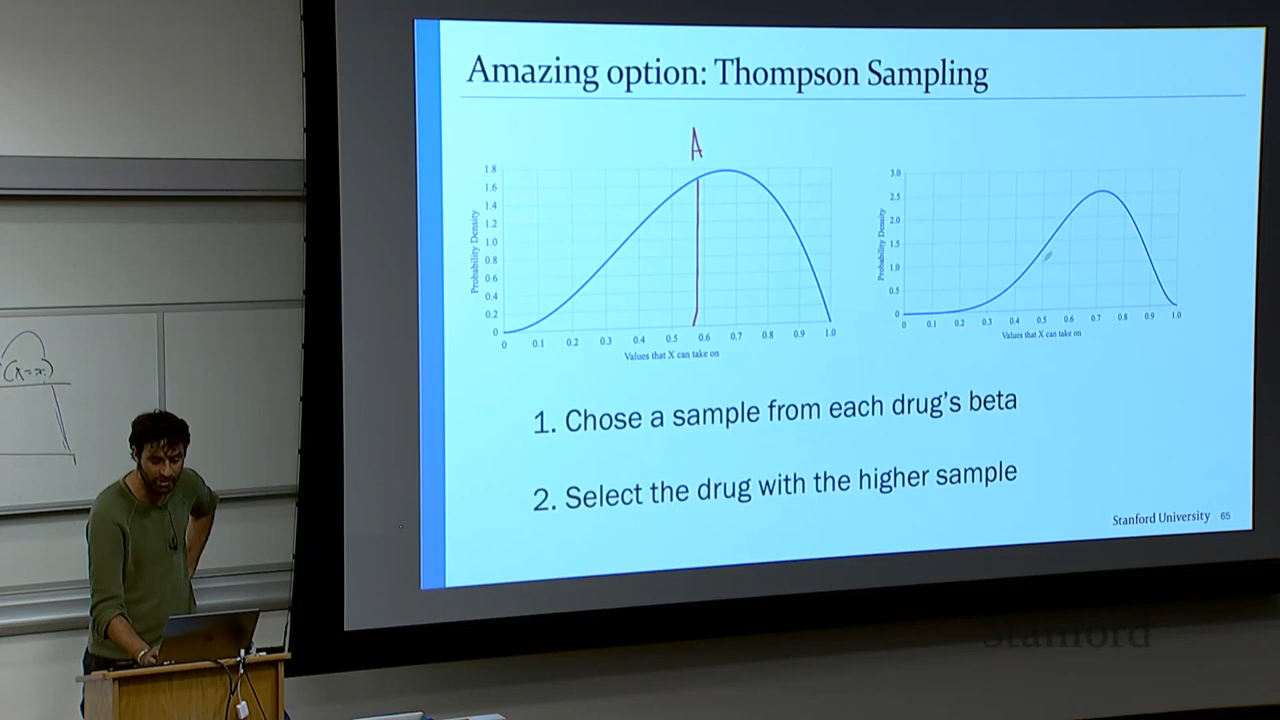 Amazing option: Thompson Sampling
A
1.8
1.6
1.4
1.2
1.0
0.8
0.6
0.4
0.2
0
Probability Density
0 0.1 0.2 0.3 0.4 0.5 0.6 0.7 0.8 0.9 1.0
Values that X can take on
3.0
2.5
2.0
1.5
1.0
0.5
0
Probability Density
0 0.1 0.2 0.3 0.4 0.5 0.6 0.7 0.8 0.9 1.0
Values that X can take on
1. Chose a sample from each drug's beta
2. Select the drug with the higher sample
Stanford University 65
(X=x)
Stanford